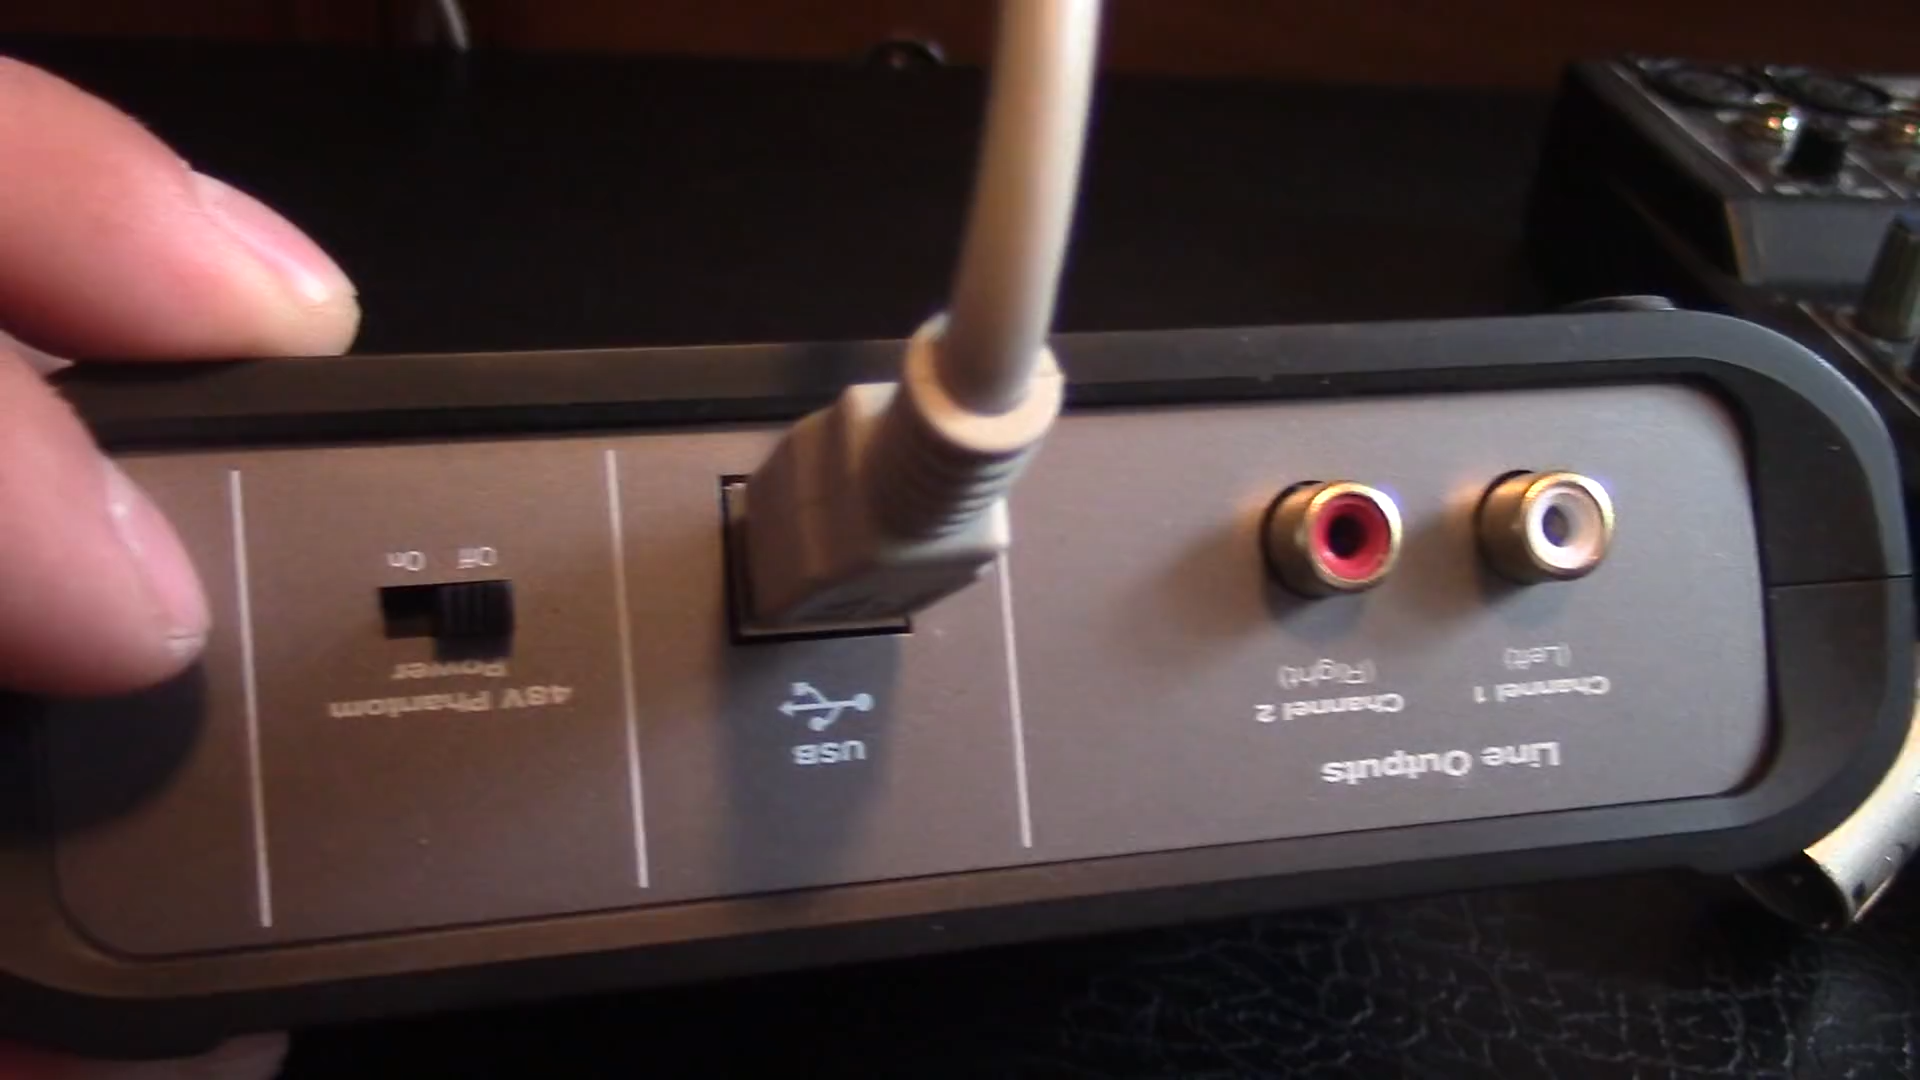 Line Outputs
Channel 1
(Left)
Channel 2
(Right)
USB
48V Phantom
Power
Off
On